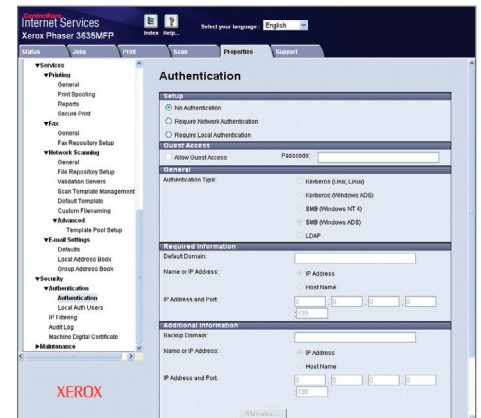 CentreWare
Internet Services
Xerox Phaser 3635MFP
Index
Help...
Select your language :
English
Status
Jobs
Print
Scan
Properties
Support
▼Services
▼Printing
General
Print Spooling
Reports
Secure Print
▼Fax
General
Fax Repository Setup
▼Network Scanning
General
File Repository Setup
Validation Servers
Scan Template Management
Default Template
Custom Filenaming
▼Advanced
Template Pool Setup
▼E-mail Settings
Defaults
Local Address Book
Group Address Book
▼Security
▼Authentication
Authentication
Local Auth Users
IP Filtering
Audit Log
Machine Digital Certificate
▶Maintenance
XEROX
Authentication
Setup
No Authentication
Require Network Authentication
Require Local Authentication
Guest Access
Allow Guest Access
Passcode:
General
Authentication Type:
Kerberos (Unix, Linux)
Kerberos (Windows ADS)
SMB (Windows NT 4)
SMB (Windows ADS)
LDAP
Required Information
Default Domain:
Name or IP Address:
IP Address
Host Name
IP Address and Port:
0 . 0 . 0 . 0
: 139
Additional Information
Backup Domain:
Name or IP Address:
IP Address
Host Name
IP Address and Port:
0 . 0 . 0 . 0
: 139
Alternates...